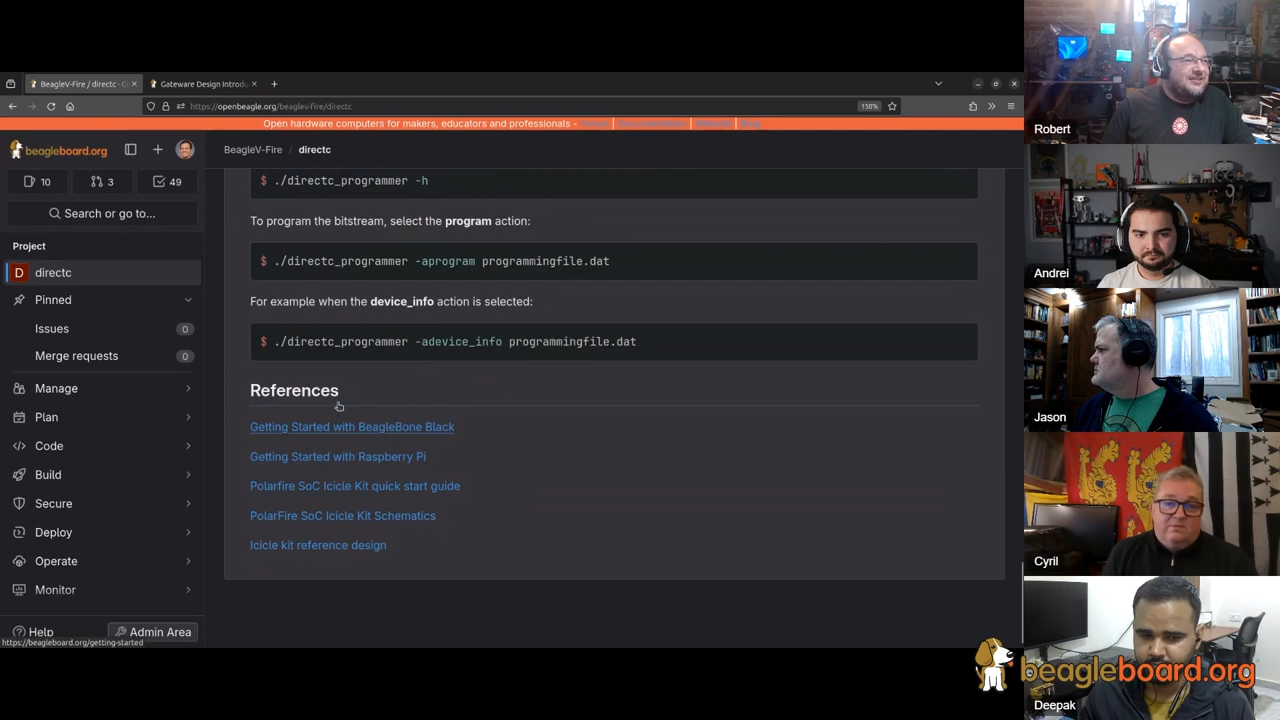 BeagleV-Fire / directc · G
Gateware Design Introdu
https://openbeagle.org/beaglev-fire/directc
150%
Open hardware computers for makers, educators and professionals -
beagleboard.org
BeagleV-Fire / directc
10
3
49
Search or go to...
Project
D directc
Pinned
Issues 0
Merge requests 0
Manage
Plan
Code
Build
Secure
Deploy
Operate
Monitor
Help
Admin Area
https://beagleboard.org/getting-started
$ ./directc_programmer -h
To program the bitstream, select the program action:
$ ./directc_programmer -aprogram programmingfile.dat
For example when the device_info action is selected:
$ ./directc_programmer -adevice_info programmingfile.dat
References
Getting Started with BeagleBone Black
Getting Started with Raspberry Pi
Polarfire SoC Icicle Kit quick start guide
PolarFire SoC Icicle Kit Schematics
Icicle kit reference design
Robert
Andrei
Jason
Cyril
Deepak
beagleboard.org